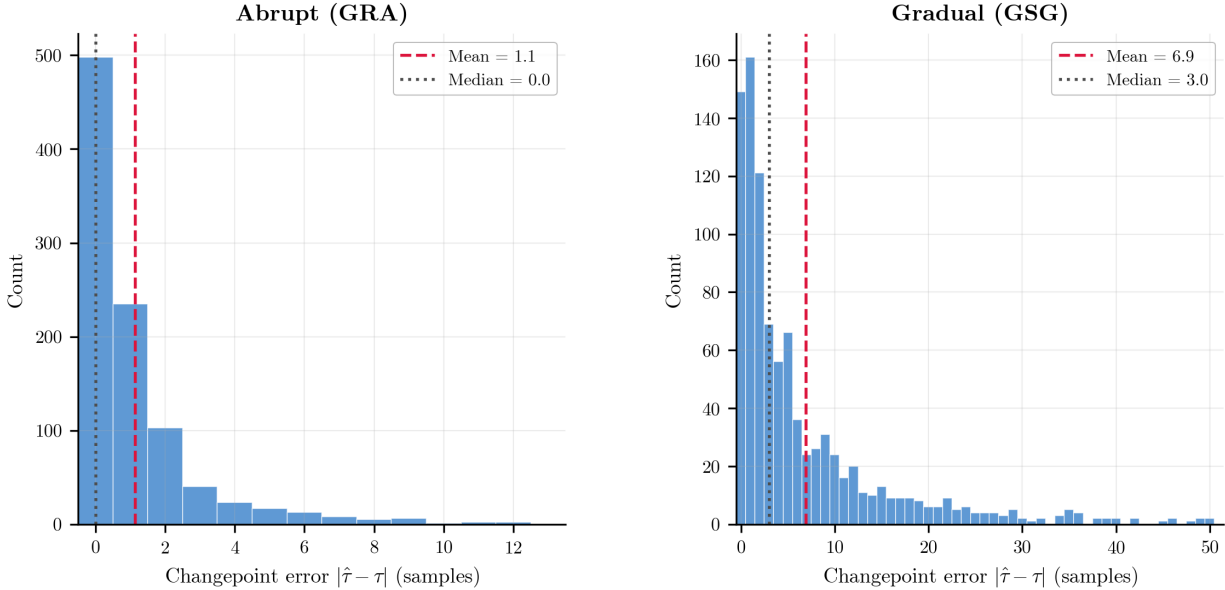 Abrupt (GRA)
Mean = 1.1
Median = 0.0
Count
500
400
300
200
100
0
0 2 4 6 8 10 12
Changepoint error |τ̂ − τ| (samples)
Gradual (GSG)
Mean = 6.9
Median = 3.0
Count
160
140
120
100
80
60
40
20
0
0 10 20 30 40 50
Changepoint error |τ̂ − τ| (samples)